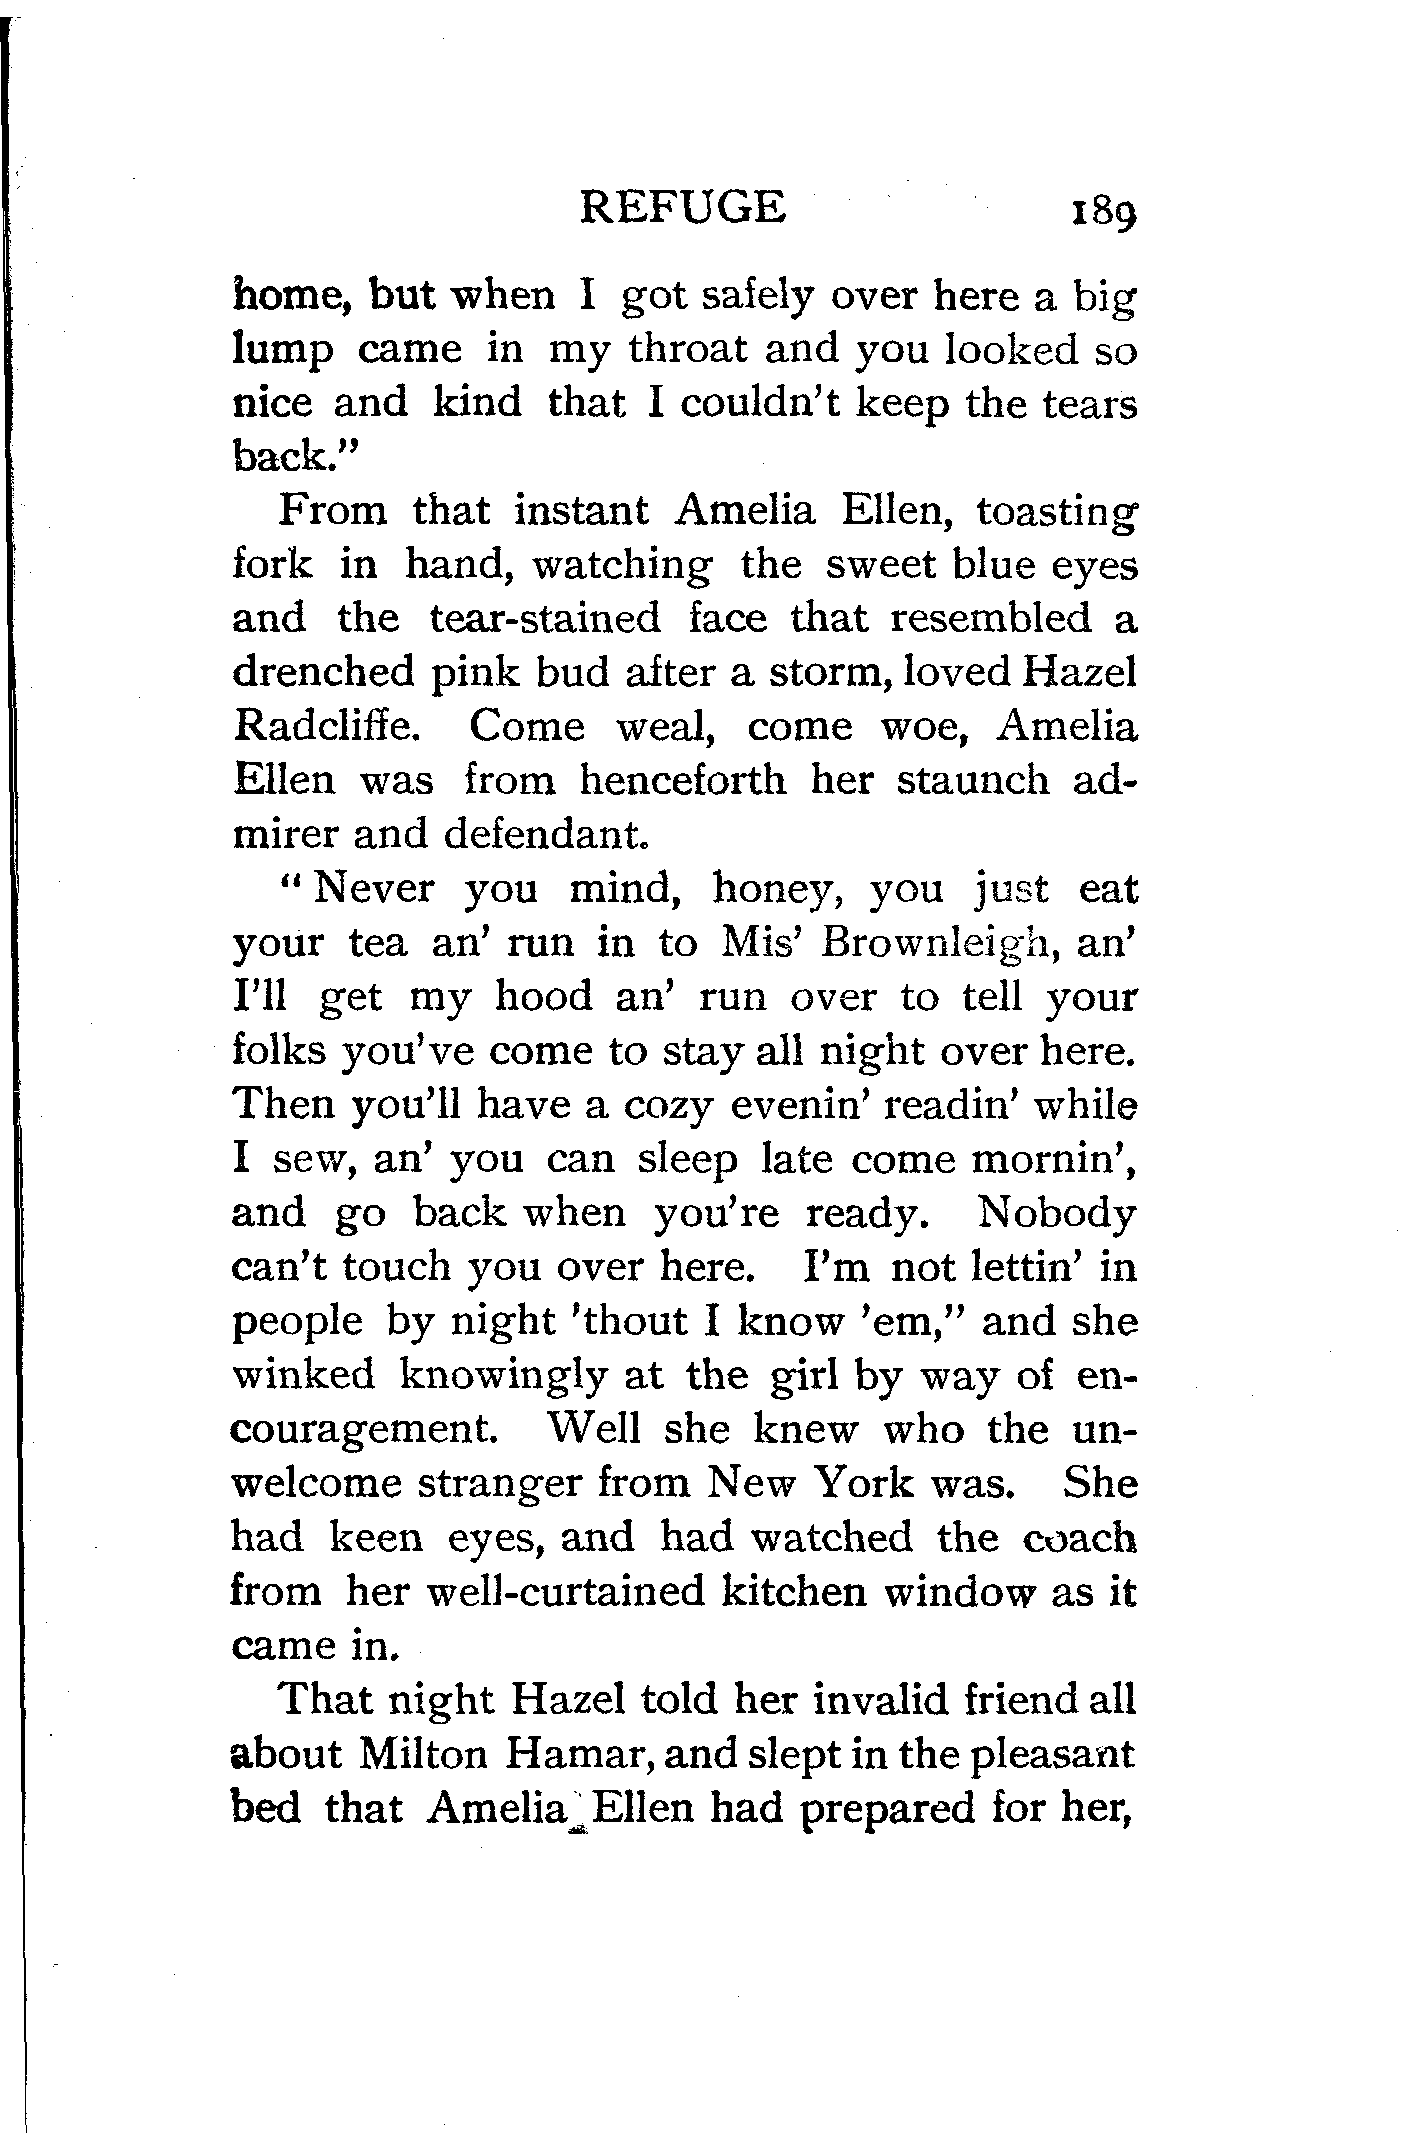 REFUGE 189
home, but when I got safely over here a big
lump came in my throat and you looked so
nice and kind that I couldn't keep the tears
back."
From that instant Amelia Ellen, toasting
fork in hand, watching the sweet blue eyes
and the tear-stained face that resembled a
drenched pink bud after a storm, loved Hazel
Radcliffe. Come weal, come woe, Amelia
Ellen was from henceforth her staunch ad-
mirer and defendant.
"Never you mind, honey, you just eat
your tea an' run in to Mis' Brownleigh, an'
I'll get my hood an' run over to tell your
folks you've come to stay all night over here.
Then you'll have a cozy evenin' readin' while
I sew, an' you can sleep late come mornin',
and go back when you're ready. Nobody
can't touch you over here. I'm not lettin' in
people by night 'thout I know 'em," and she
winked knowingly at the girl by way of en-
couragement. Well she knew who the un-
welcome stranger from New York was. She
had keen eyes, and had watched the coach
from her well-curtained kitchen window as it
came in.
That night Hazel told her invalid friend all
about Milton Hamar, and slept in the pleasant
bed that Amelia Ellen had prepared for her,